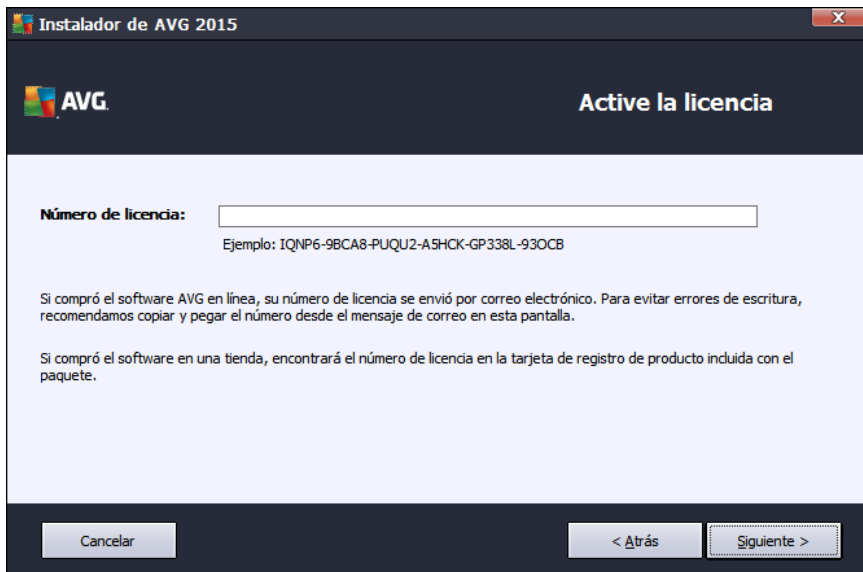 Instalador de AVG 2015
X
AVG.
Active la licencia
Número de licencia:
Ejemplo: IQNP6-9BCA8-PUQU2-A5HCK-GP338L-93OCB
Si compró el software AVG en línea, su número de licencia se envió por correo electrónico. Para evitar errores de escritura,
recomendamos copiar y pegar el número desde el mensaje de correo en esta pantalla.
Si compró el software en una tienda, encontrará el número de licencia en la tarjeta de registro de producto incluida con el
paquete.
Cancelar
< Atrás
Siguiente >